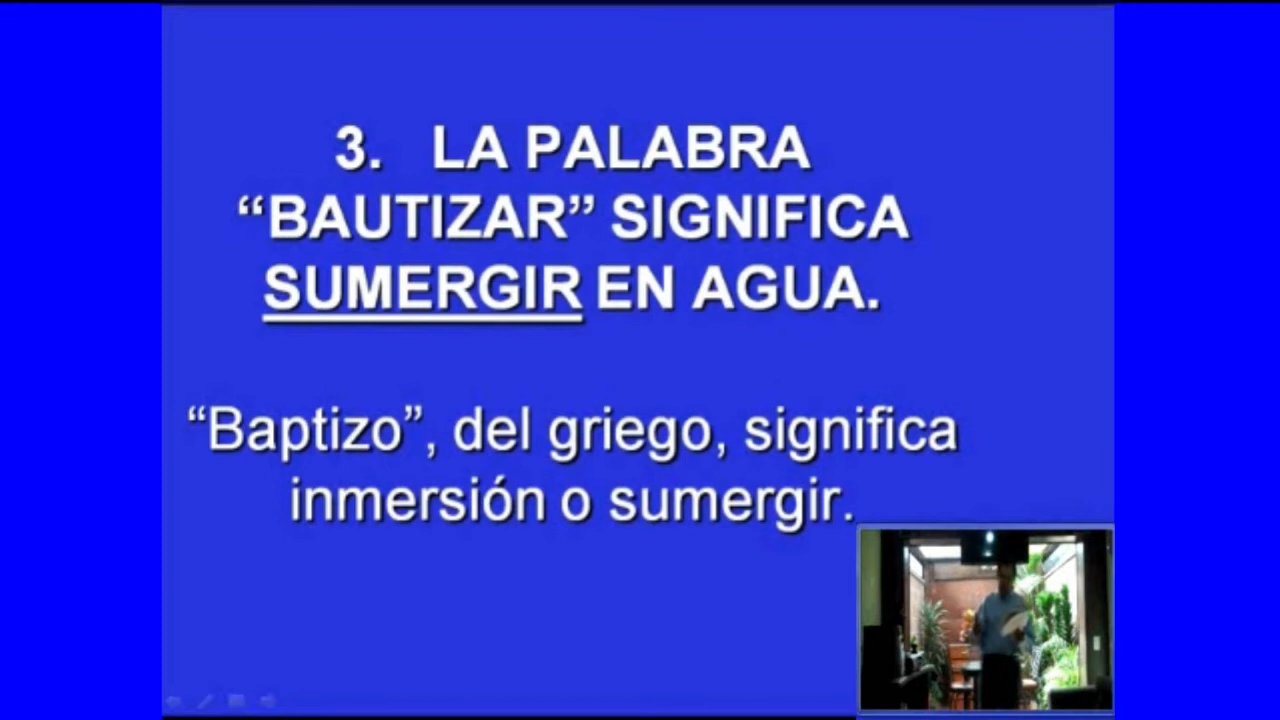 3. LA PALABRA
“BAUTIZAR” SIGNIFICA
SUMERGIR EN AGUA.
“Baptizo”, del griego, significa
inmersión o sumergir.